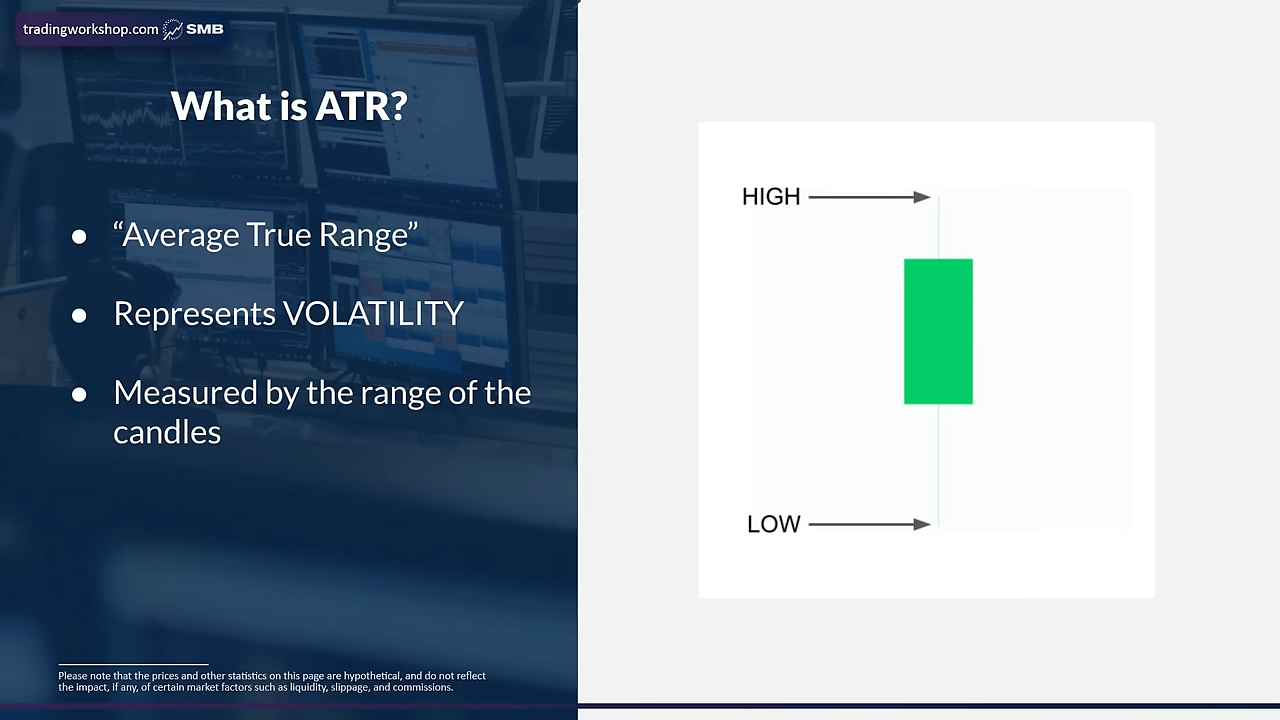 tradingworkshop.com SMB
What is ATR?
● “Average True Range”
● Represents VOLATILITY
● Measured by the range of the
candles
HIGH
LOW
Please note that the prices and other statistics on this page are hypothetical, and do not reflect
the impact, if any, of certain market factors such as liquidity, slippage, and commissions.